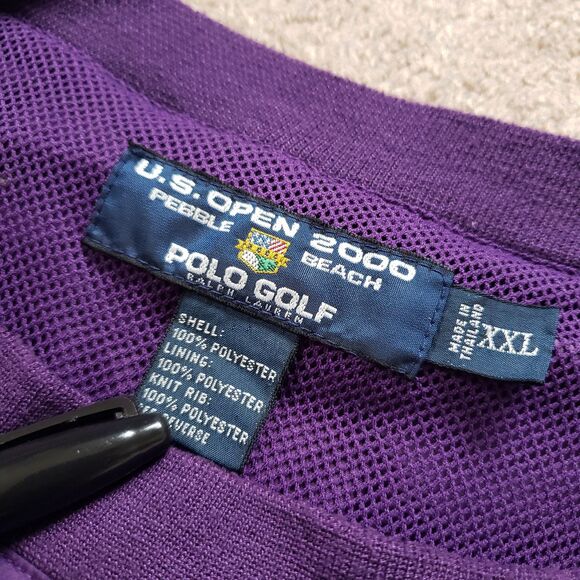 U.S. OPEN 2000
PEBBLE BEACH
POLO GOLF
RALPH LAUREN
MADE IN
THAILAND
XXL
SHELL:
100% POLYESTER
LINING:
100% POLYESTER
KNIT RIB:
100% POLYESTER
REVERSE